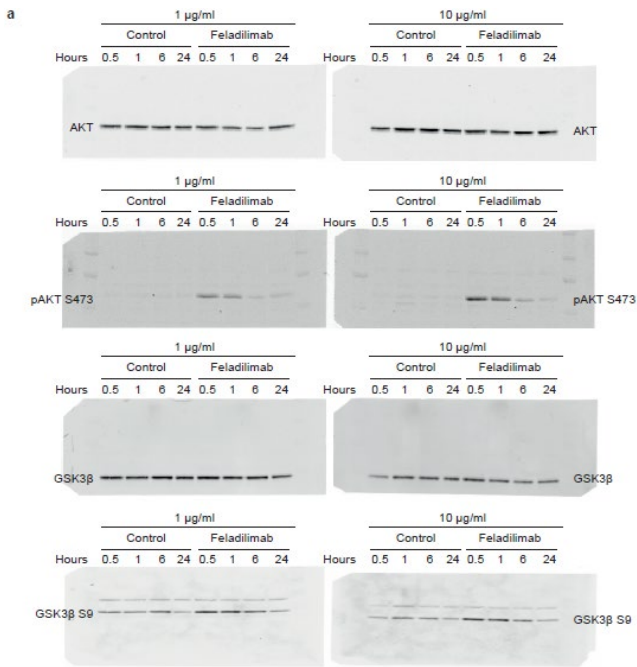 a
1 µg/ml 10 µg/ml
Control Feladilimab Control Feladilimab
Hours 0.5 1 6 24 0.5 1 6 24 Hours 0.5 1 6 24 0.5 1 6 24
AKT AKT
1 µg/ml 10 µg/ml
Control Feladilimab Control Feladilimab
Hours 0.5 1 6 24 0.5 1 6 24 Hours 0.5 1 6 24 0.5 1 6 24
pAKT S473 pAKT S473
1 µg/ml 10 µg/ml
Control Feladilimab Control Feladilimab
Hours 0.5 1 6 24 0.5 1 6 24 Hours 0.5 1 6 24 0.5 1 6 24
GSK3β GSK3β
1 µg/ml 10 µg/ml
Control Feladilimab Control Feladilimab
Hours 0.5 1 6 24 0.5 1 6 24 Hours 0.5 1 6 24 0.5 1 6 24
GSK3β S9 GSK3β S9